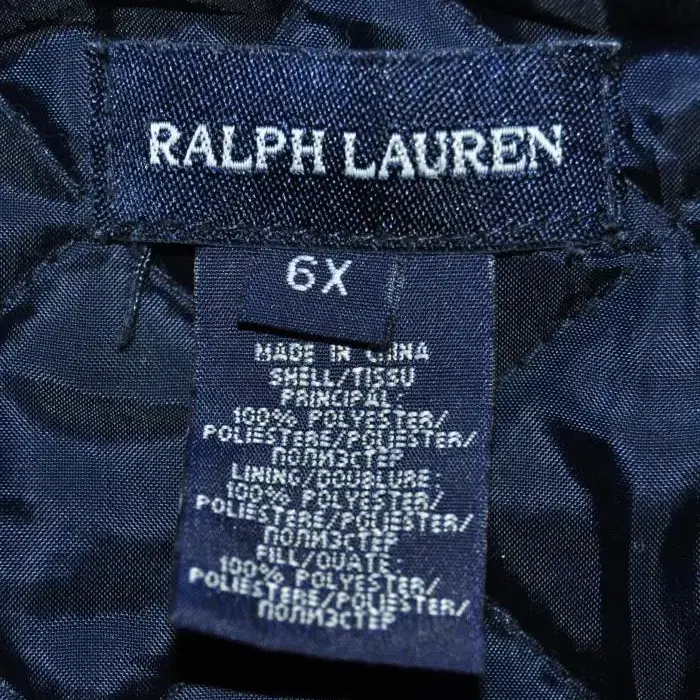 RALPH LAUREN
6X
MADE IN CHINA
SHELL/TISSU
PRINCIPAL:
100% POLYESTER/
POLIESTERE/POLIESTER/
ПОЛИЭСТЕР
LINING/DOUBLURE:
100% POLYESTER/
POLIESTERE/POLIESTER/
ПОЛИЭСТЕР
FILL/OUATE:
100% POLYESTER/
POLIESTERE/POLIESTER/
ПОЛИЭСТЕР